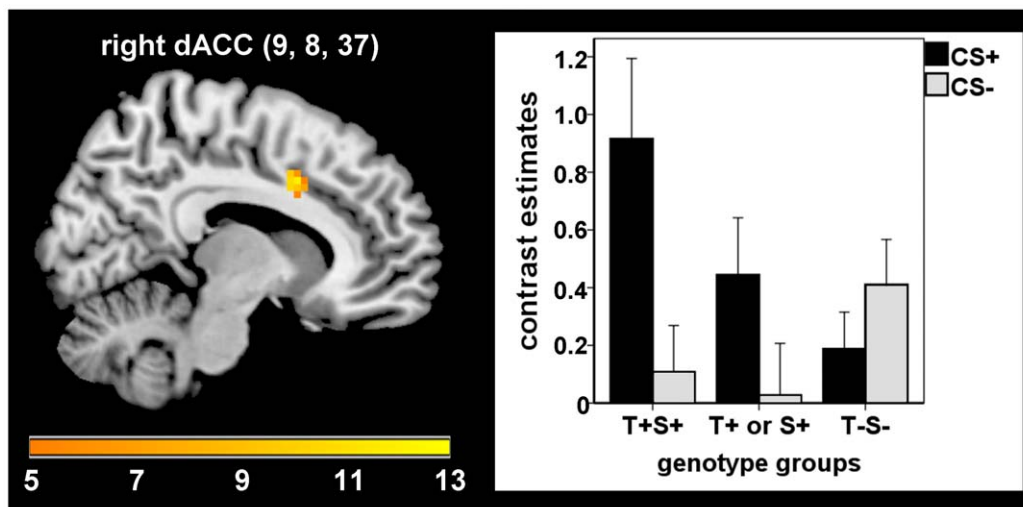 right dACC (9, 8, 37)
5 7 9 11 13
CS+
CS-
contrast estimates
1.2
1.0
0.8
0.6
0.4
0.2
0
T+S+ T+ or S+ T-S-
genotype groups